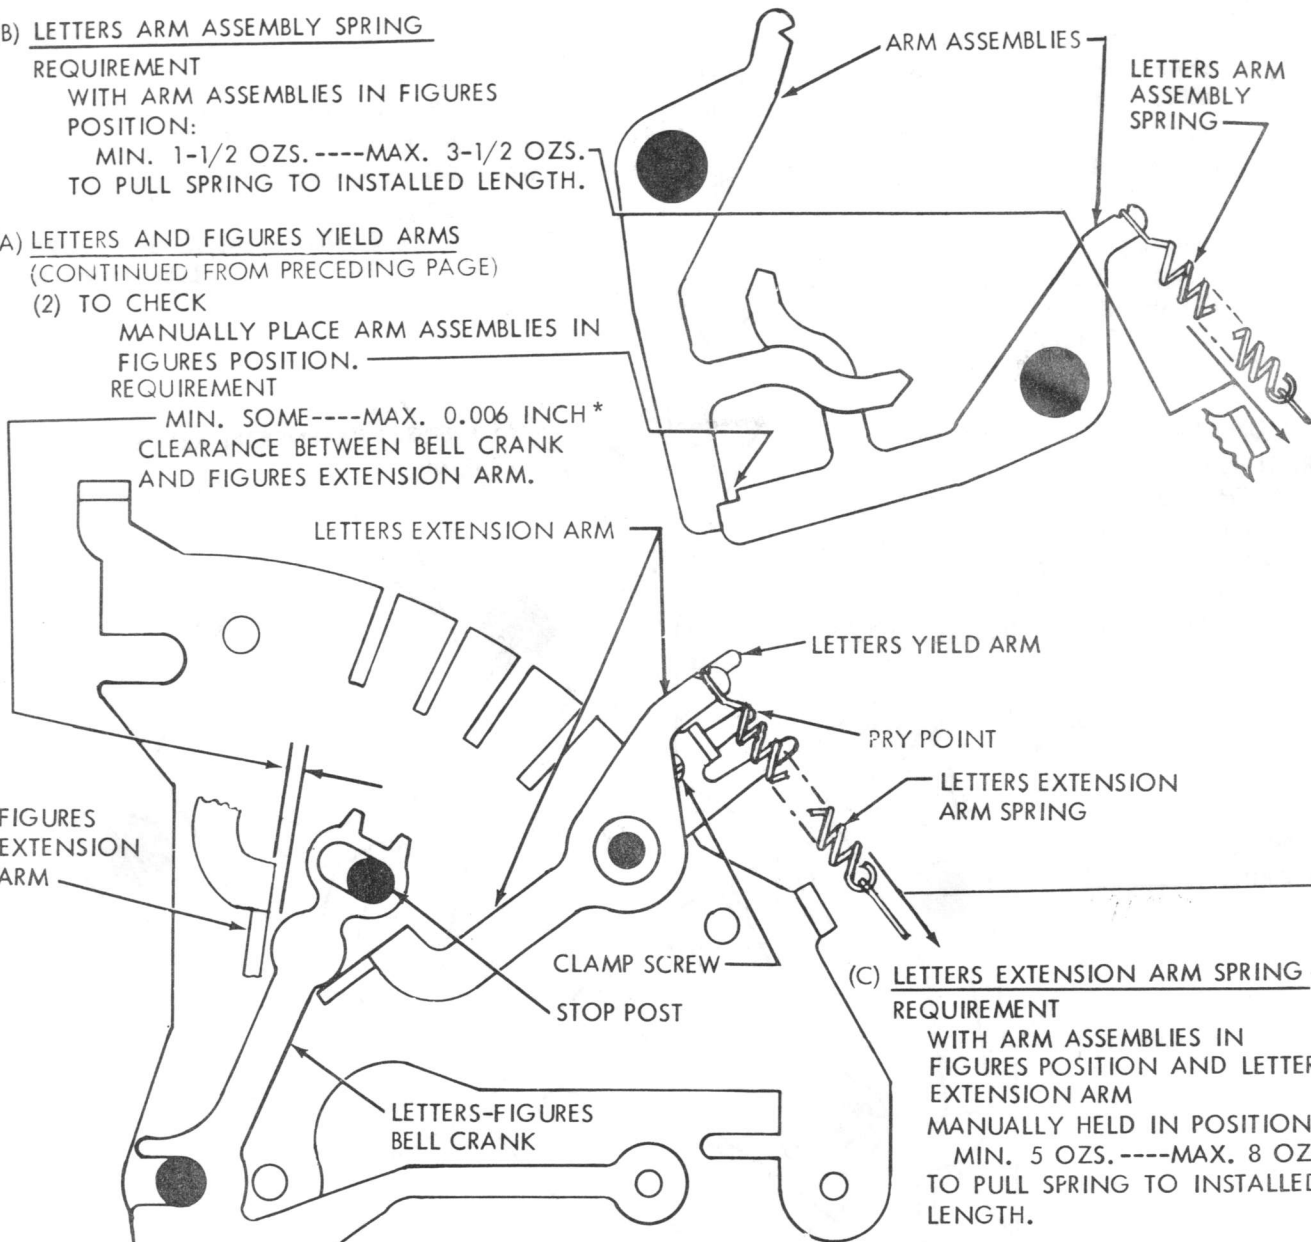 B) LETTERS ARM ASSEMBLY SPRING
REQUIREMENT
WITH ARM ASSEMBLIES IN FIGURES
POSITION:
MIN. 1-1/2 OZS.----MAX. 3-1/2 OZS.
TO PULL SPRING TO INSTALLED LENGTH.
ARM ASSEMBLIES
LETTERS ARM
ASSEMBLY
SPRING
A) LETTERS AND FIGURES YIELD ARMS
(CONTINUED FROM PRECEDING PAGE)
(2) TO CHECK
MANUALLY PLACE ARM ASSEMBLIES IN
FIGURES POSITION.
REQUIREMENT
MIN. SOME----MAX. 0.006 INCH*
CLEARANCE BETWEEN BELL CRANK
AND FIGURES EXTENSION ARM.
LETTERS EXTENSION ARM
LETTERS YIELD ARM
PRY POINT
LETTERS EXTENSION
ARM SPRING
FIGURES
EXTENSION
ARM
CLAMP SCREW
STOP POST
LETTERS-FIGURES
BELL CRANK
(C) LETTERS EXTENSION ARM SPRING
REQUIREMENT
WITH ARM ASSEMBLIES IN
FIGURES POSITION AND LETTER
EXTENSION ARM
MANUALLY HELD IN POSITION
MIN. 5 OZS.----MAX. 8 OZ
TO PULL SPRING TO INSTALLED
LENGTH.